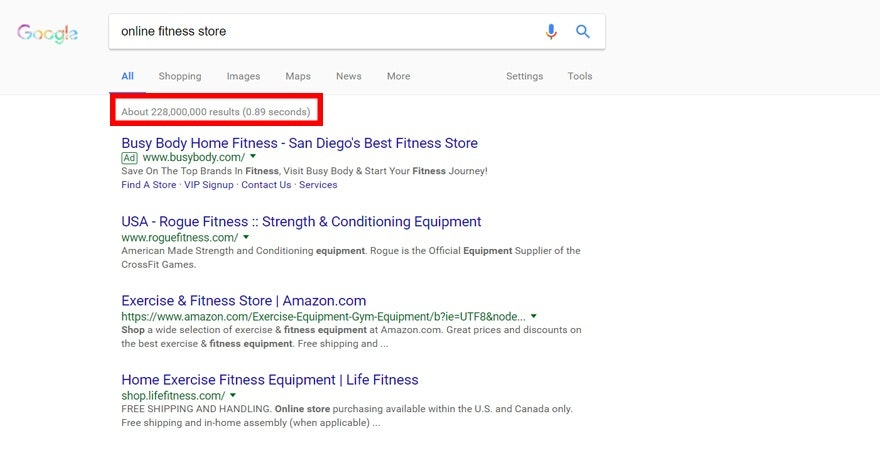 Google
online fitness store
All Shopping Images Maps News More Settings Tools
About 228,000,000 results (0.89 seconds)
Busy Body Home Fitness - San Diego's Best Fitness Store
Ad www.busybody.com/
Save On The Top Brands In Fitness, Visit Busy Body & Start Your Fitness Journey!
Find A Store · VIP Signup · Contact Us · Services
USA - Rogue Fitness :: Strength & Conditioning Equipment
www.roguefitness.com/
American Made Strength and Conditioning equipment. Rogue is the Official Equipment Supplier of the
CrossFit Games.
Exercise & Fitness Store | Amazon.com
https://www.amazon.com/Exercise-Equipment-Gym-Equipment/b?ie=UTF8&node...
Shop a wide selection of exercise & fitness equipment at Amazon.com. Great prices and discounts on
the best exercise & fitness equipment. Free shipping and ...
Home Exercise Fitness Equipment | Life Fitness
shop.lifefitness.com/
FREE SHIPPING AND HANDLING. Online store purchasing available within the U.S. and Canada only.
Free shipping and in-home assembly (when applicable) ...